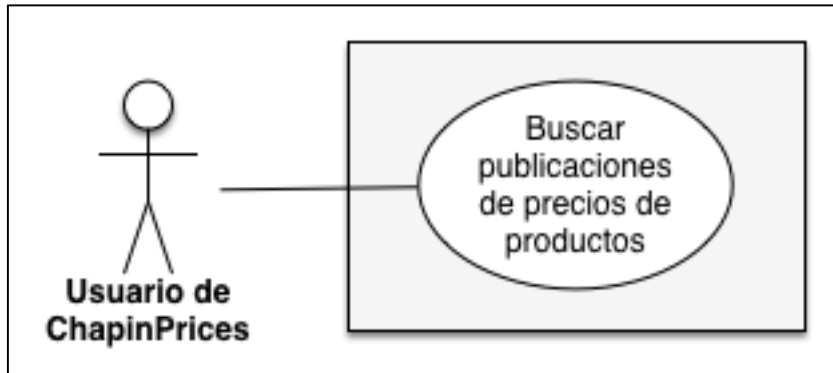 Buscar
publicaciones
de precios de
productos
Usuario de
ChapinPrices